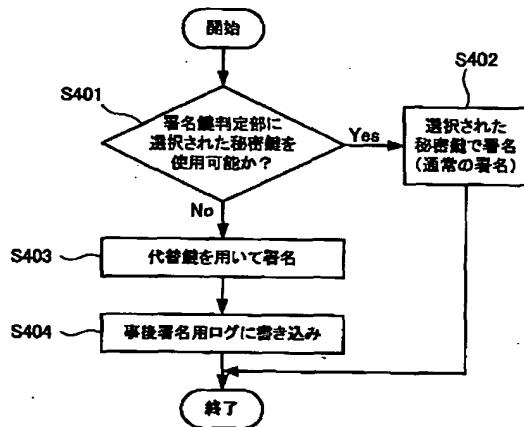 開始
S401
署名鍵判定部に
選択された秘密鍵を
使用可能か？
Yes
S402
選択された
秘密鍵で署名
(通常の署名)
No
S403
代替鍵を用いて署名
S404
事後署名用ログに書き込み
終了